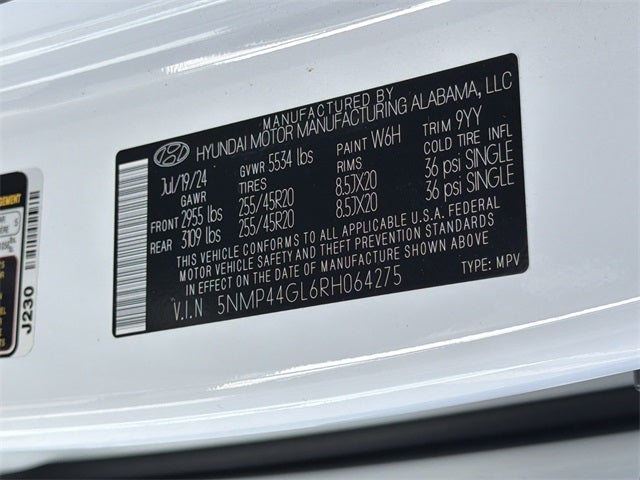 MANUFACTURED BY
HYUNDAI MOTOR MANUFACTURING ALABAMA, LLC
Jul/19/24 GVWR 5534 lbs PAINT W6H TRIM 9YY
GAWR TIRES RIMS COLD TIRE INFL
FRONT 2955 lbs 255/45R20 8.5JX20 36 psi SINGLE
REAR 3109 lbs 255/45R20 8.5JX20 36 psi SINGLE
THIS VEHICLE CONFORMS TO ALL APPLICABLE U.S.A. FEDERAL
MOTOR VEHICLE SAFETY AND THEFT PREVENTION STANDARDS
IN EFFECT ON THE DATE OF MANUFACTURE SHOWN ABOVE
V.I.N 5NMP44GL6RH064275 TYPE: MPV
J230